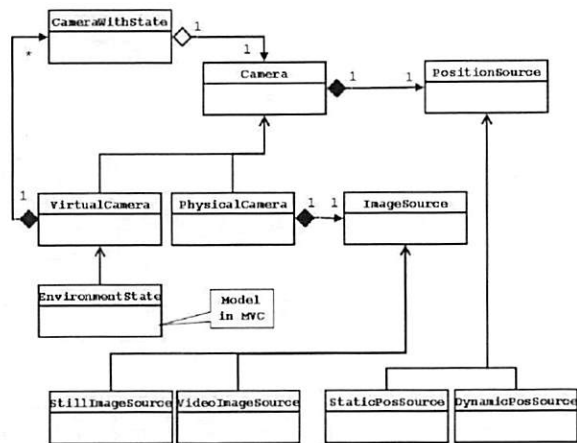 CameraWithState
1
*
1
Camera
1
1
PositionSource
1
VirtualCamera
PhysicalCamera
1
1
ImageSource
EnvironmentState
Model
in MVC
StillImageSource
VideoImageSource
StaticPosSource
DynamicPosSource